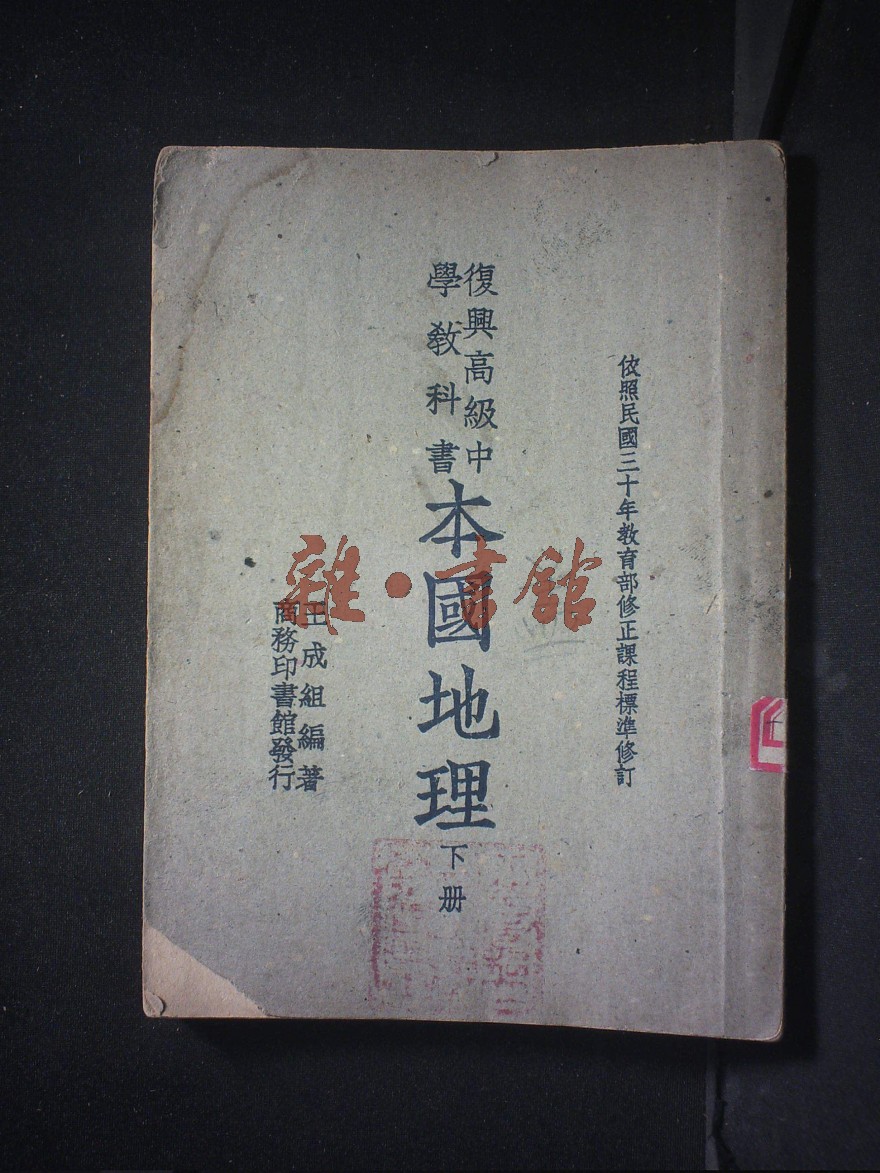 依照民國三十年教育部修正課程標準修訂
復興高級中
學教科書
本國地理
下册
王成組編著
商務印書館發行
雜·書館